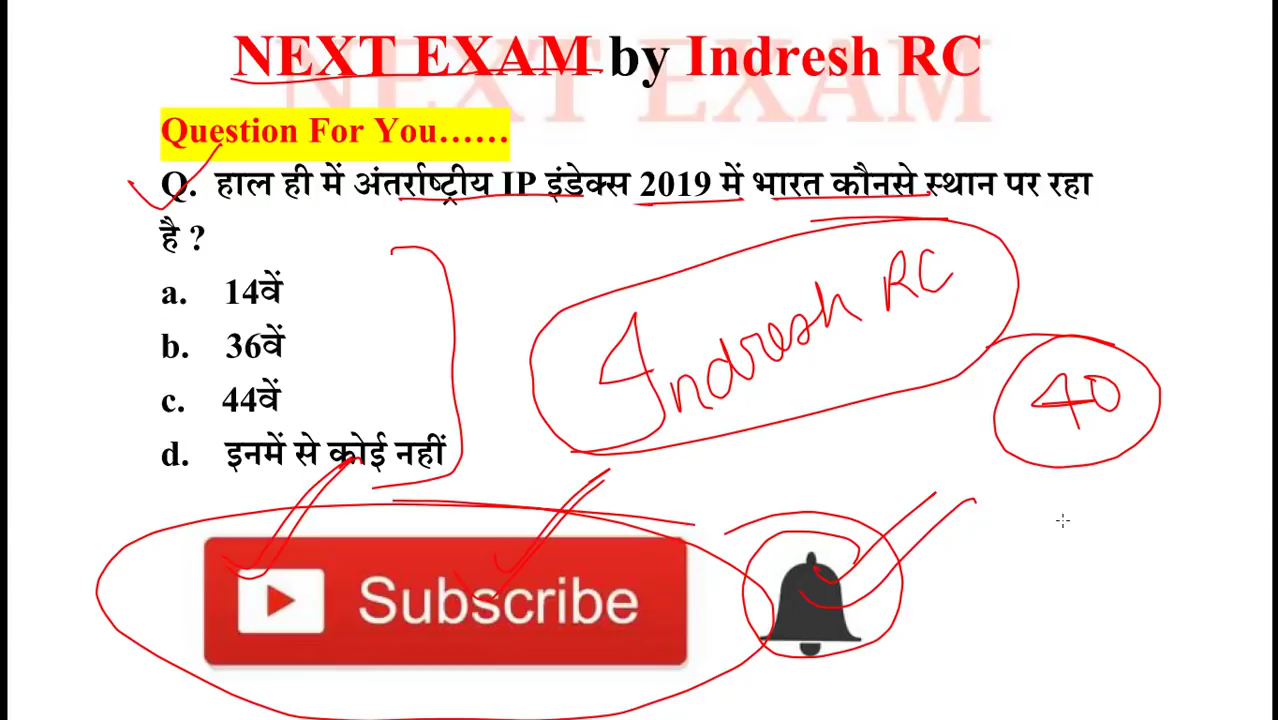 NEXT EXAM by Indresh RC
NEXT EXAM
Question For You......
Q. हाल ही में अंतर्राष्ट्रीय IP इंडेक्स 2019 में भारत कौनसे स्थान पर रहा
है ?
a. 14वें
b. 36वें
c. 44वें
d. इनमें से कोई नहीं
Indresh RC
40
Subscribe